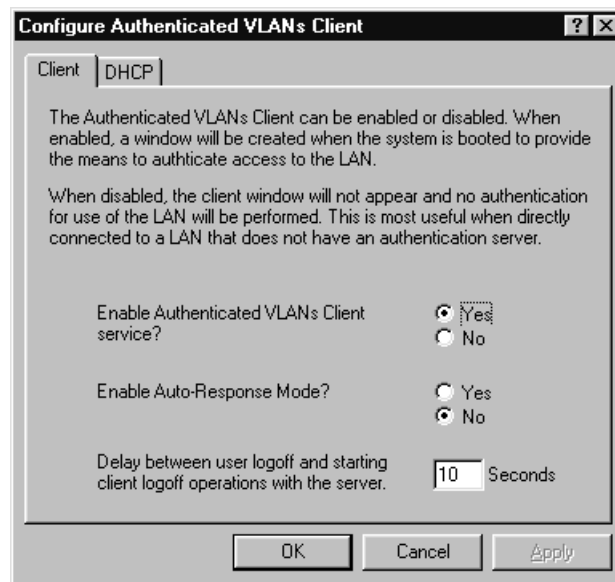 Configure Authenticated VLANs Client
Client DHCP
The Authenticated VLANs Client can be enabled or disabled. When
enabled, a window will be created when the system is booted to provide
the means to authticate access to the LAN.
When disabled, the client window will not appear and no authentication
for use of the LAN will be performed. This is most useful when directly
connected to a LAN that does not have an authentication server.
Enable Authenticated VLANs Client
service?
Yes
No
Enable Auto-Response Mode?
Yes
No
Delay between user logoff and starting
client logoff operations with the server.
10 Seconds
OK Cancel Apply